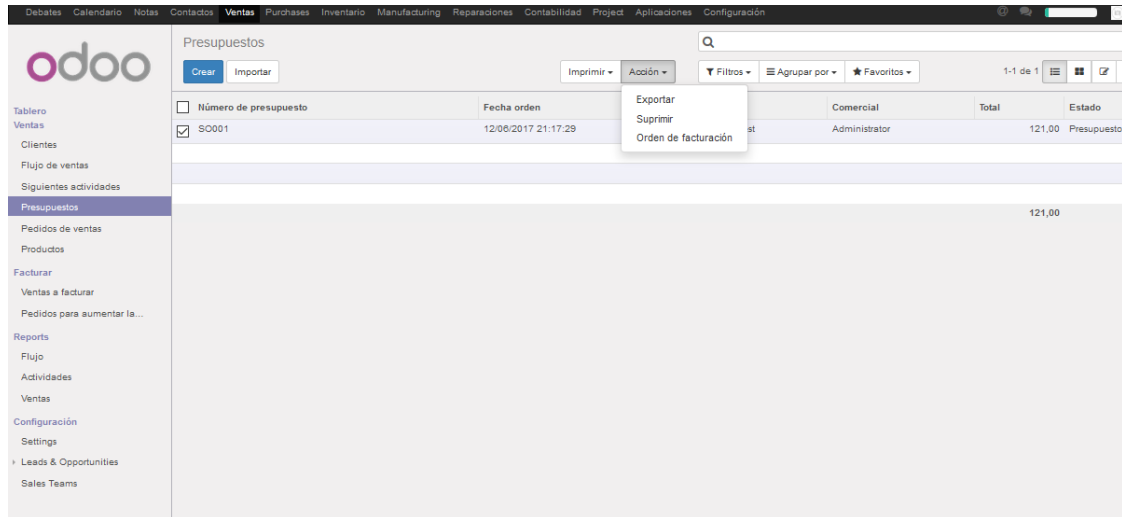 Debates Calendario Notas Contactos Ventas Purchases Inventario Manufacturing Reparaciones Contabilidad Project Aplicaciones Configuración
odoo
Presupuestos
Crear Importar Imprimir Acción Filtros Agrupar por Favoritos 1-1 de 1
Exportar
Suprimir
Orden de facturación
Número de presupuesto Fecha orden Comercial Total Estado
SO001 12/06/2017 21:17:29 Administrator 121,00 Presupuesto
121,00
Tablero
Ventas
Clientes
Flujo de ventas
Siguientes actividades
Presupuestos
Pedidos de ventas
Productos
Facturar
Ventas a facturar
Pedidos para aumentar la...
Reports
Flujo
Actividades
Ventas
Configuración
Settings
Leads & Opportunities
Sales Teams